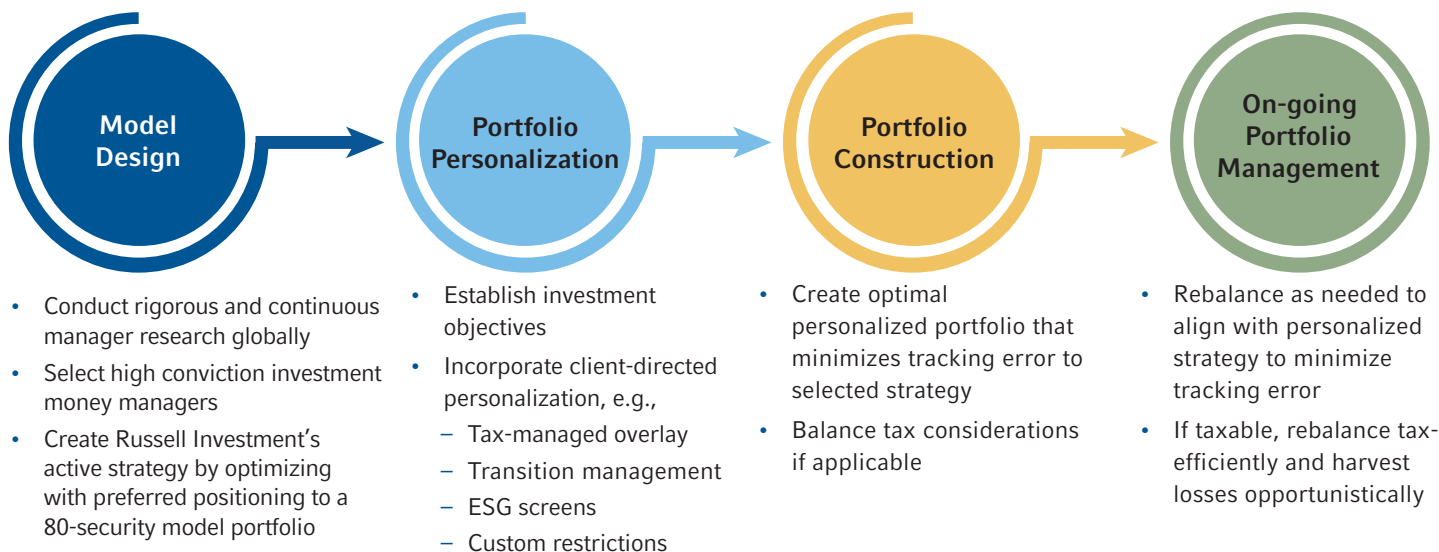 Model
Design
Portfolio
Personalization
Portfolio
Construction
On-going
Portfolio
Management
• Conduct rigorous and continuous
manager research globally
• Select high conviction investment
money managers
• Create Russell Investment's
active strategy by optimizing
with preferred positioning to a
80-security model portfolio
• Establish investment
objectives
• Incorporate client-directed
personalization, e.g.,
– Tax-managed overlay
– Transition management
– ESG screens
– Custom restrictions
• Create optimal
personalized portfolio that
minimizes tracking error to
selected strategy
• Balance tax considerations
if applicable
• Rebalance as needed to
align with personalized
strategy to minimize
tracking error
• If taxable, rebalance tax-
efficiently and harvest
losses opportunistically